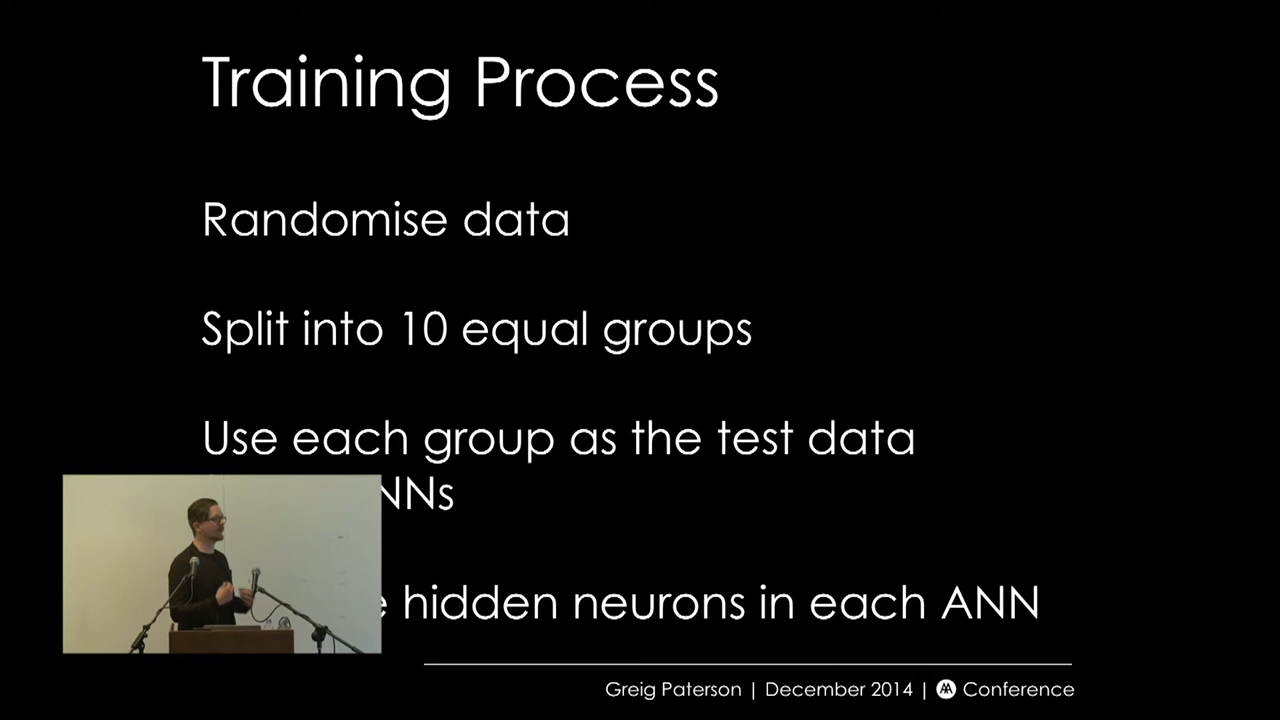 Training Process
Randomise data
Split into 10 equal groups
Use each group as the test data
hidden neurons in each ANN
Greig Paterson | December 2014 | AA Conference